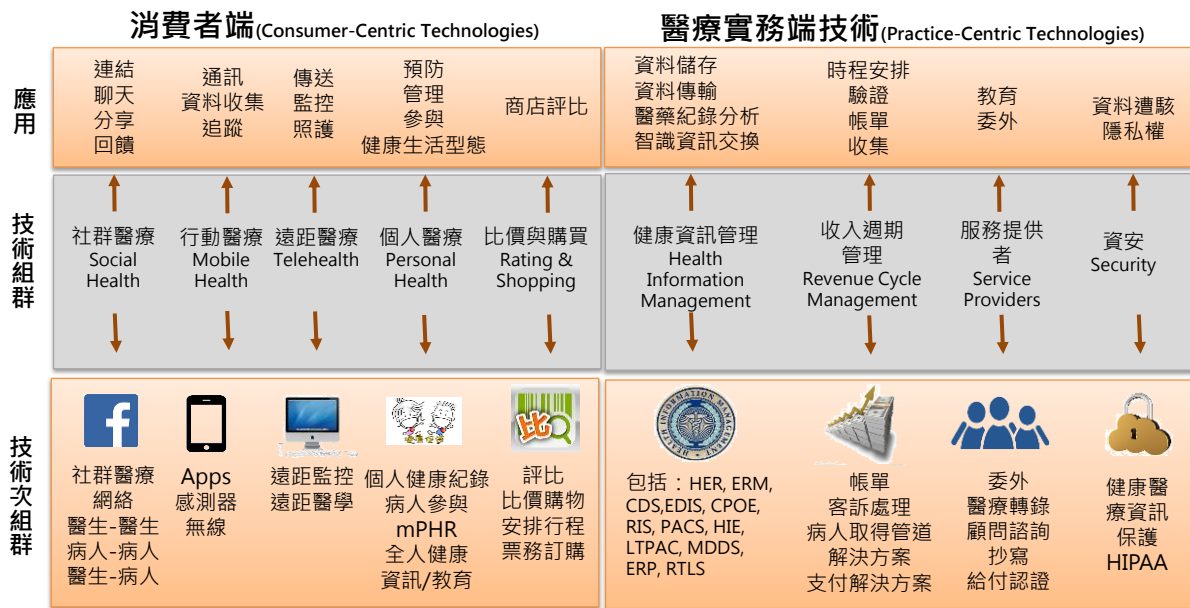 消費者端(Consumer-Centric Technologies)
醫療實務端技術(Practice-Centric Technologies)
應用
連結
聊天
分享
回饋
通訊
資料收集
追蹤
傳送
監控
照護
預防
管理
參與
健康生活型態
商店評比
資料儲存
資料傳輸
醫藥紀錄分析
智識資訊交換
時程安排
驗證
帳單
收集
教育
委外
資料遭駭
隱私權
技術組群
社群醫療
Social
Health
行動醫療
Mobile
Health
遠距醫療
Telehealth
個人醫療
Personal
Health
比價與購買
Rating &
Shopping
健康資訊管理
Health
Information
Management
收入週期
管理
Revenue Cycle
Management
服務提供
者
Service
Providers
資安
Security
技術次組群
f
比
HEALTH INFORMATION MANAGEMENT
社群醫療
網絡
醫生-醫生
病人-病人
醫生-病人
Apps
感測器
無線
遠距監控
遠距醫學
個人健康紀錄
病人參與
mPHR
全人健康
資訊/教育
評比
比價購物
安排行程
票務訂購
包括：HER, ERM,
CDS,EDIS, CPOE,
RIS, PACS, HIE,
LTPAC, MDDS,
ERP, RTLS
帳單
客訴處理
病人取得管道
解決方案
支付解決方案
委外
醫療轉錄
顧問諮詢
抄寫
給付認證
健康醫
療資訊
保護
HIPAA